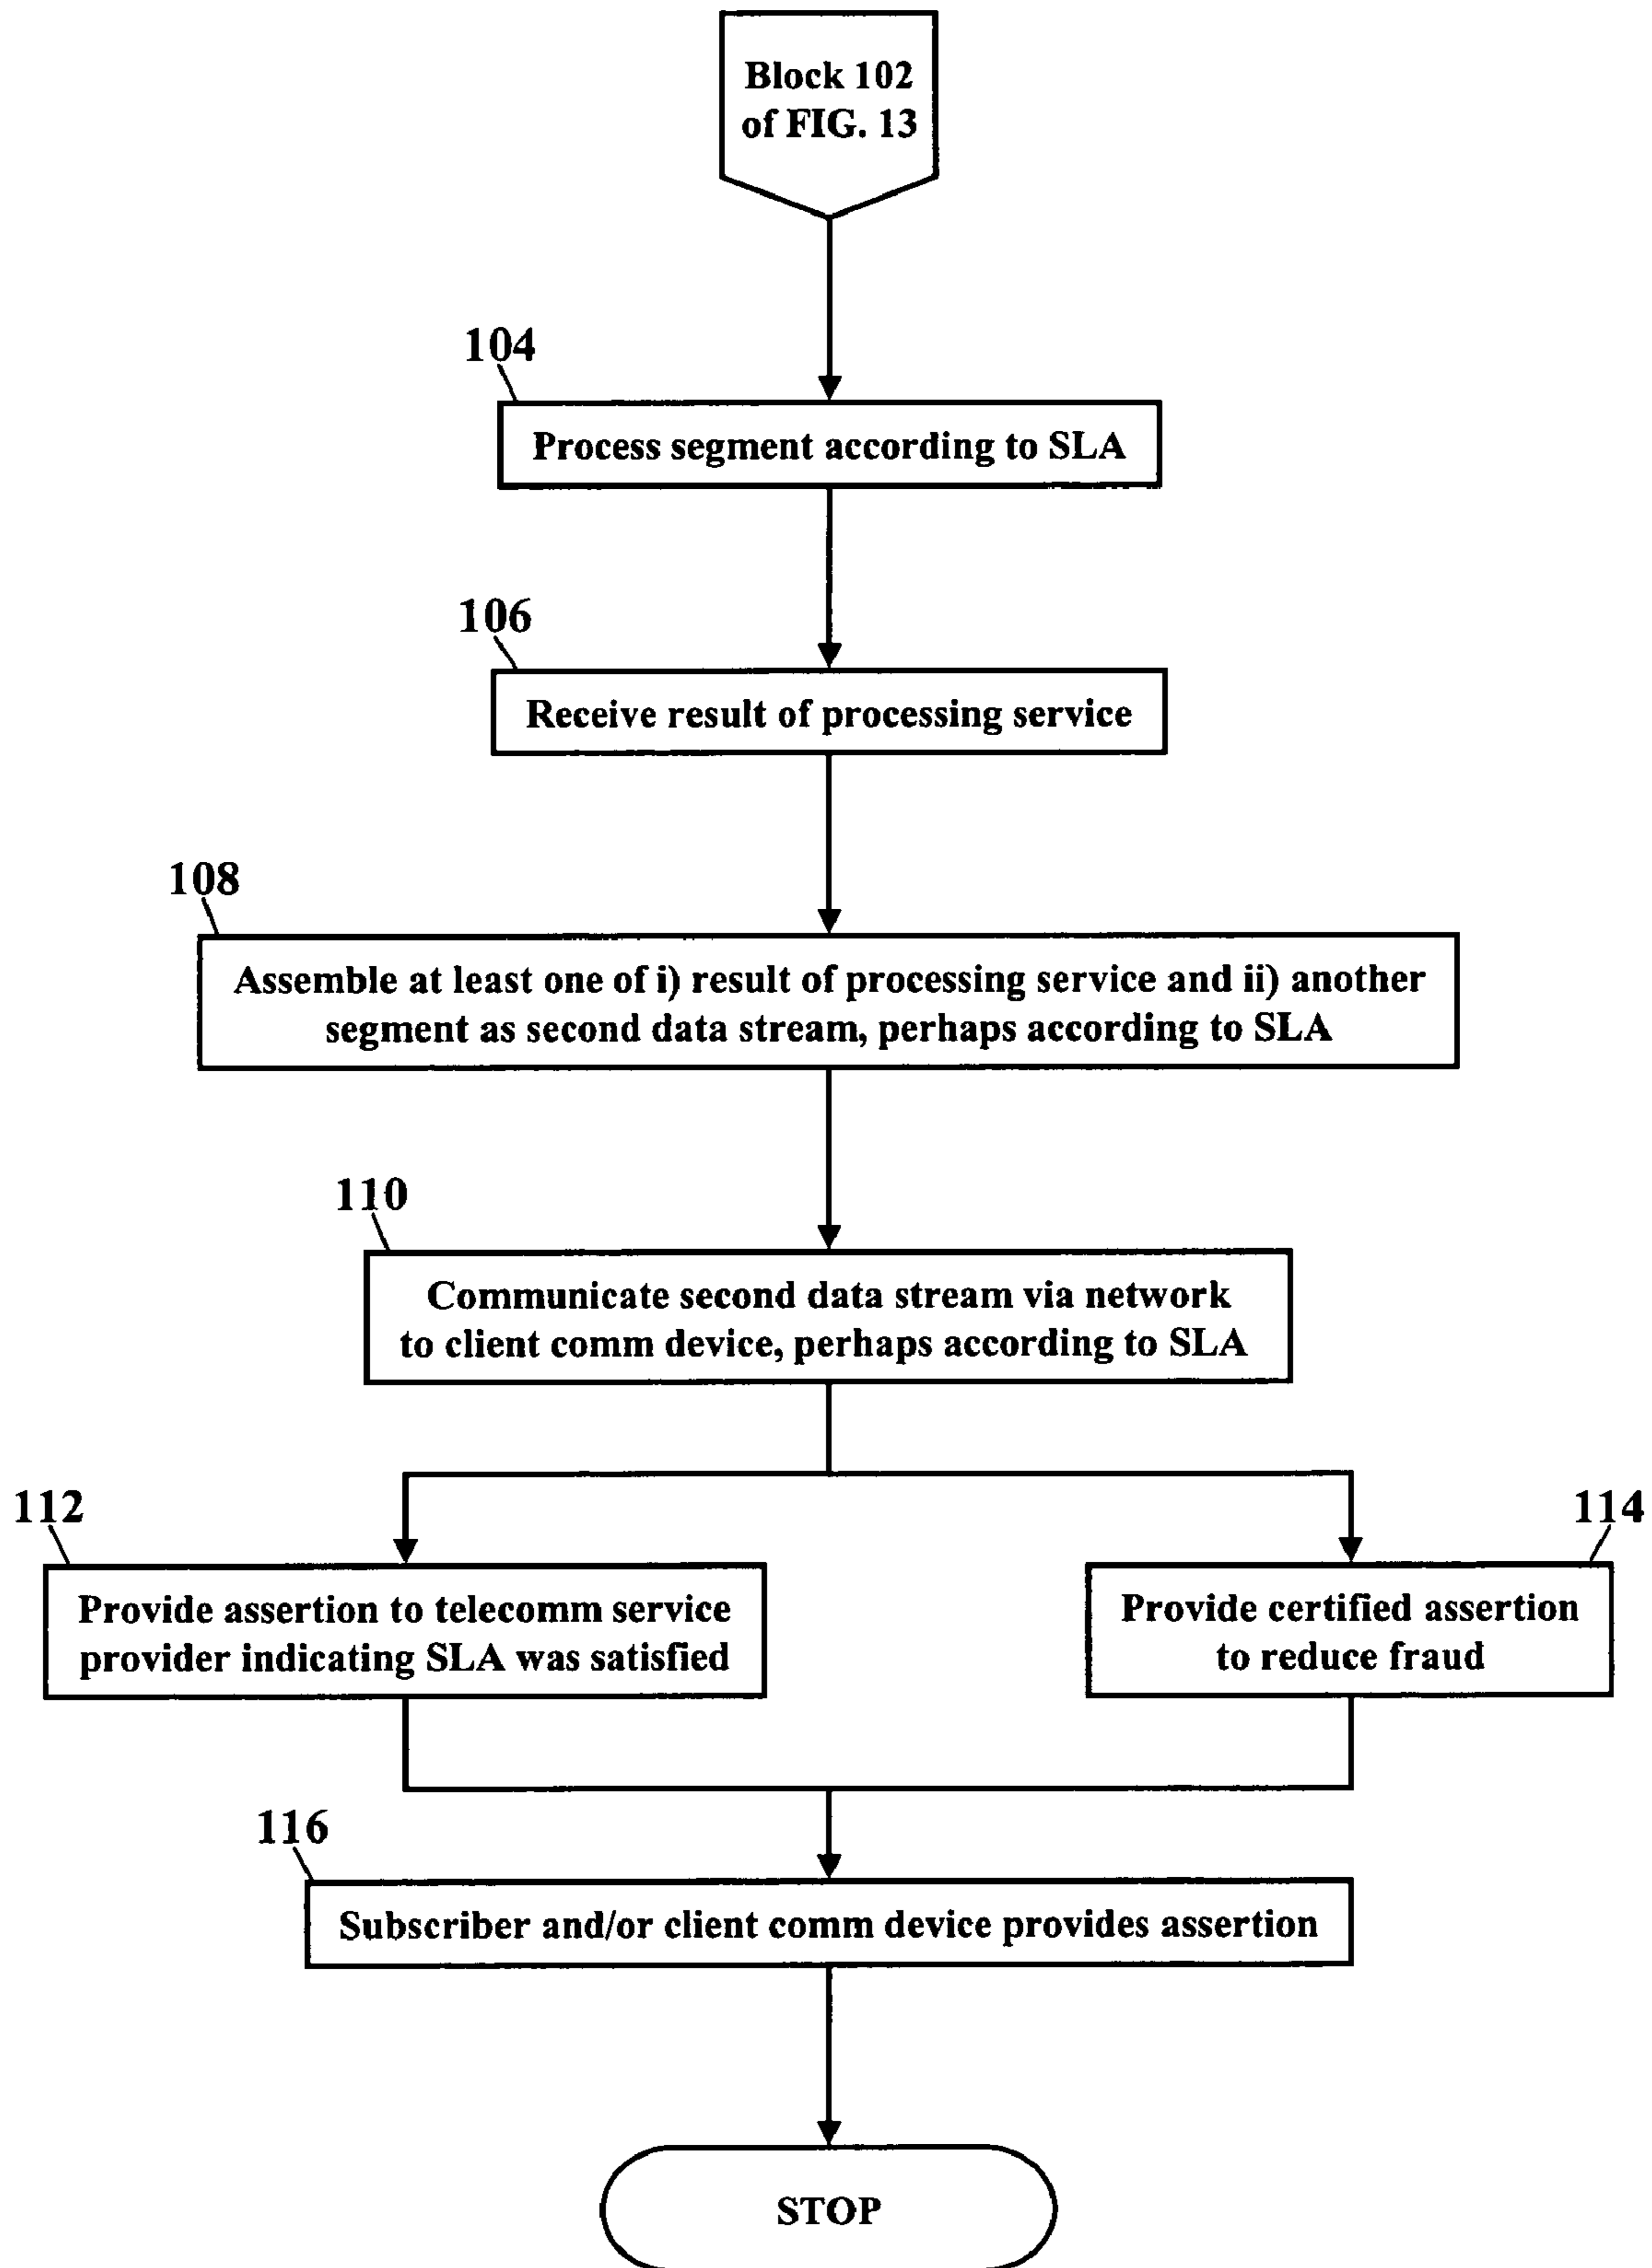 Block 102
of FIG. 13
104
Process segment according to SLA
106
Receive result of processing service
108
Assemble at least one of i) result of processing service and ii) another
segment as second data stream, perhaps according to SLA
110
Communicate second data stream via network
to client comm device, perhaps according to SLA
112
Provide assertion to telecomm service
provider indicating SLA was satisfied
114
Provide certified assertion
to reduce fraud
116
Subscriber and/or client comm device provides assertion
STOP